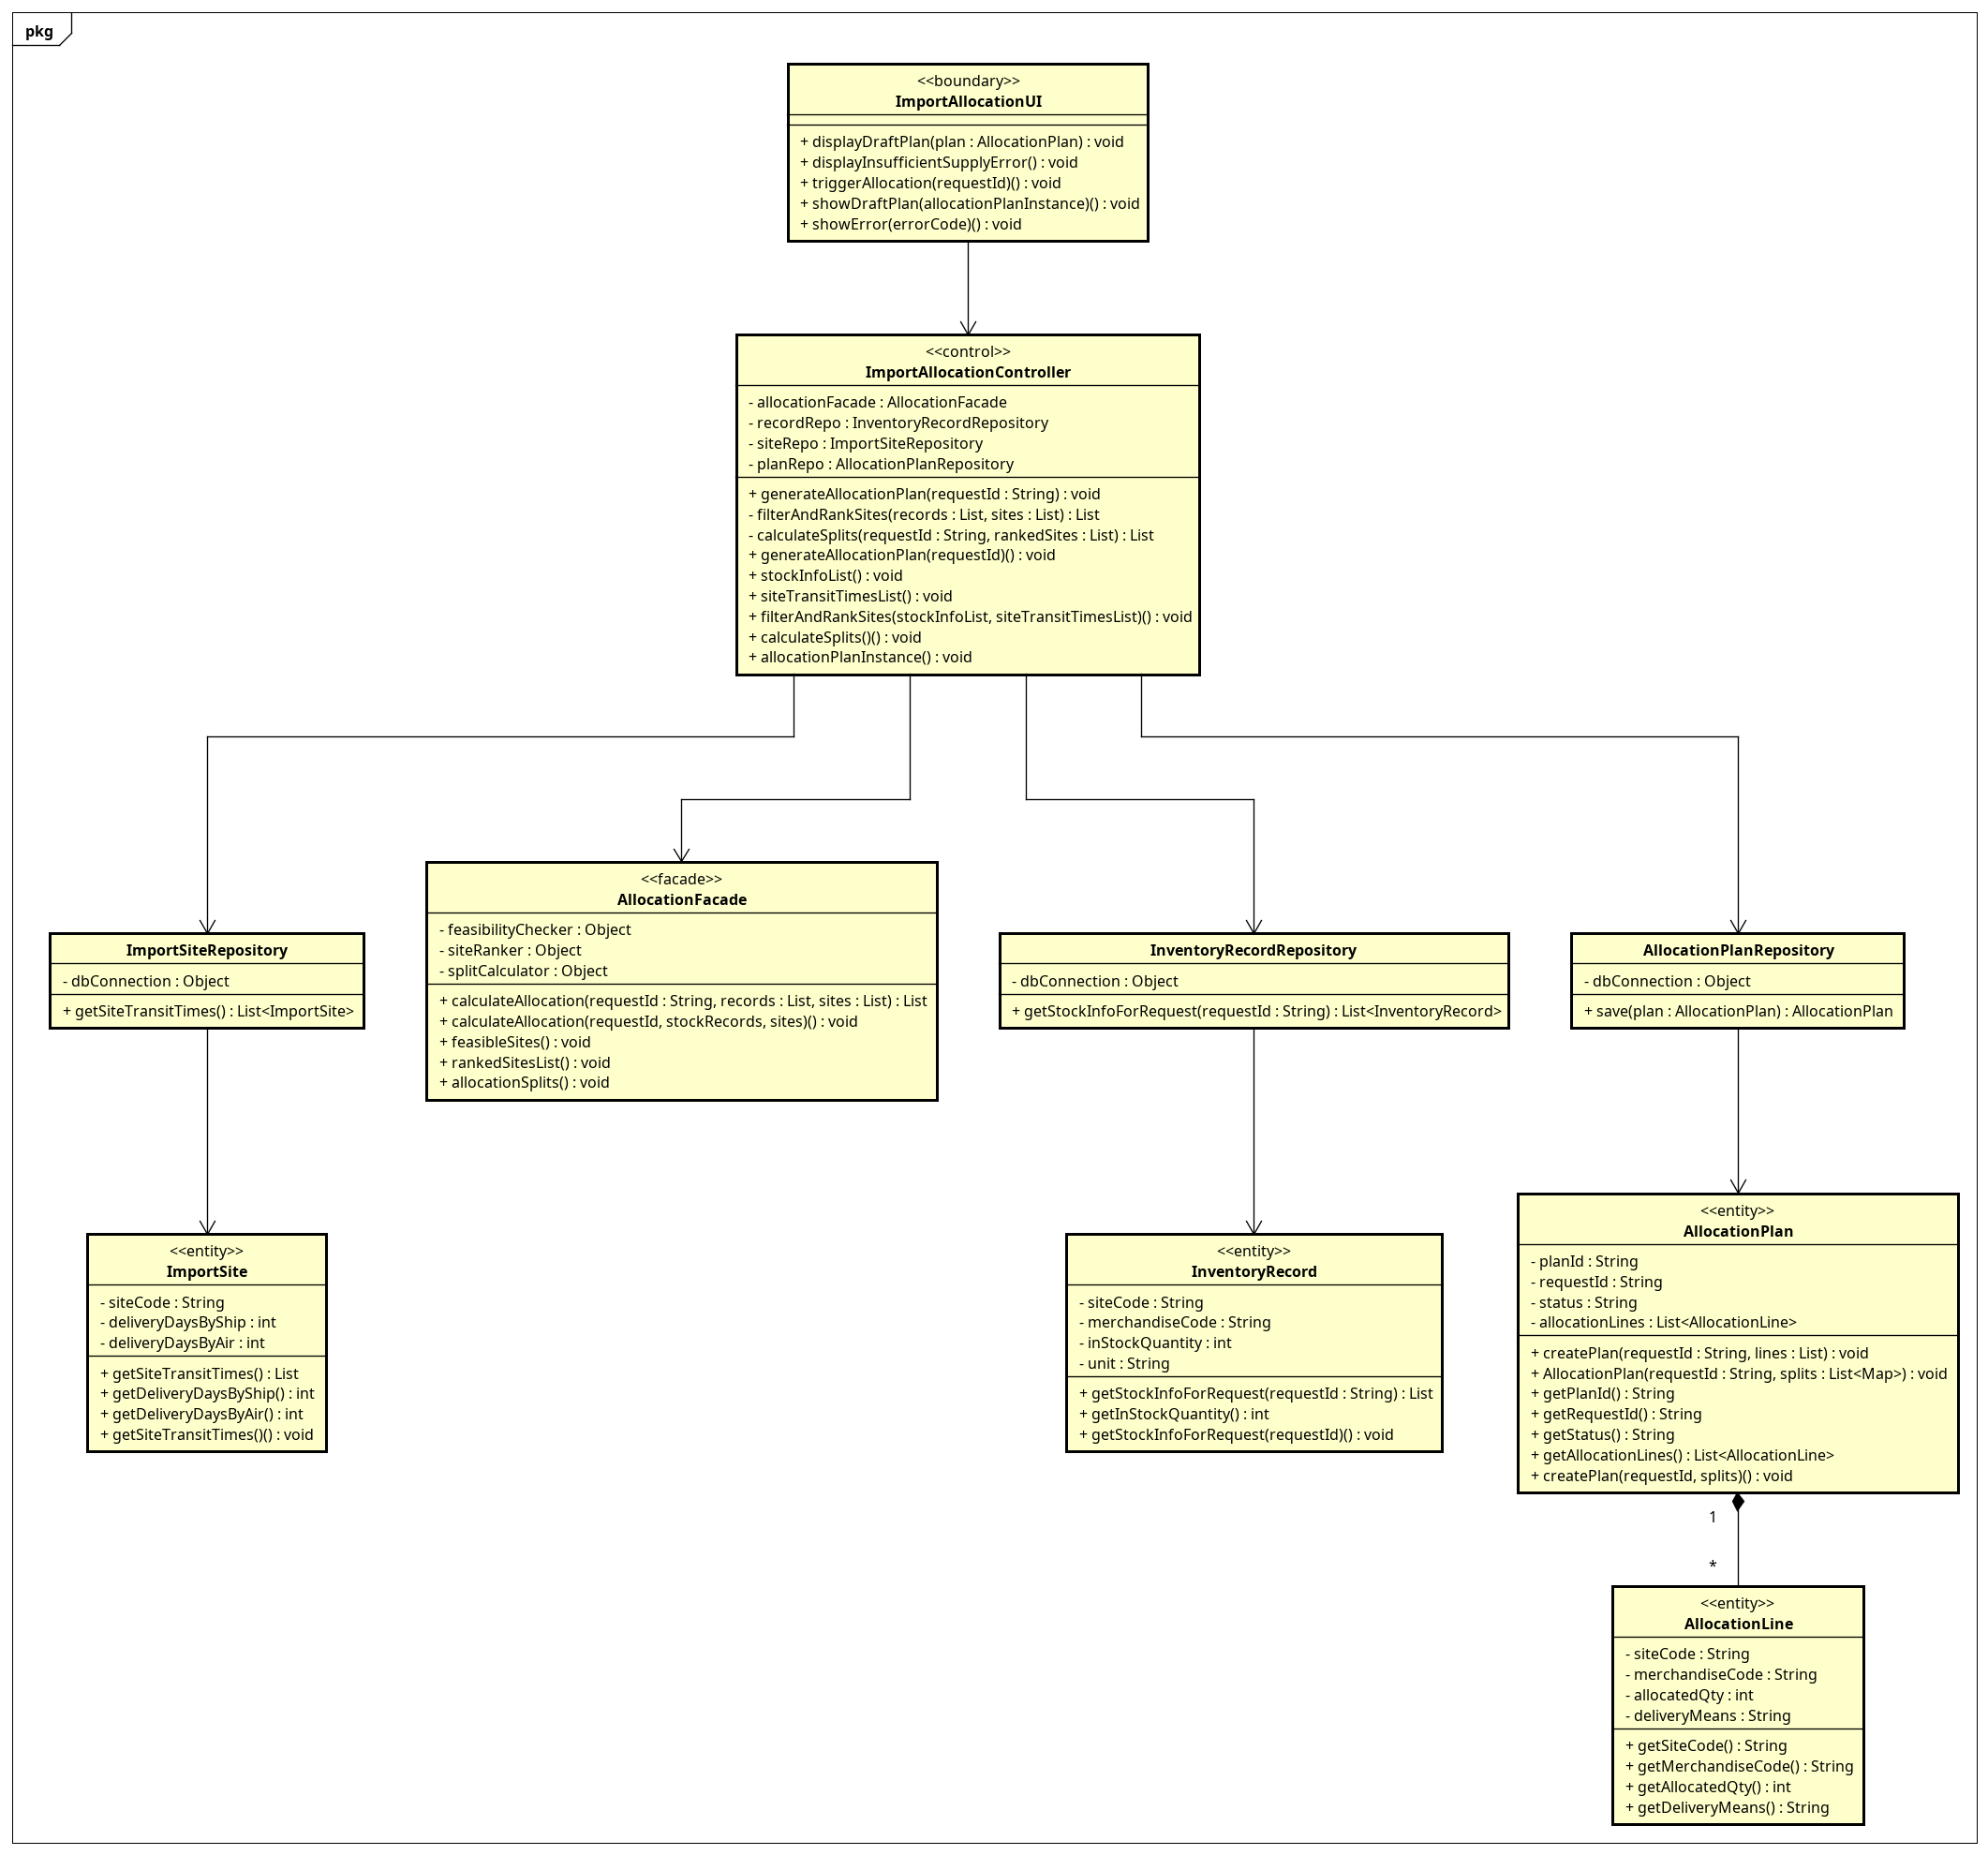 pkg
<<boundary>>
ImportAllocationUI
+ displayDraftPlan(plan : AllocationPlan) : void
+ displayInsufficientSupplyError() : void
+ triggerAllocation(requestId)() : void
+ showDraftPlan(allocationPlanInstance)() : void
+ showError(errorCode)() : void
<<control>>
ImportAllocationController
- allocationFacade : AllocationFacade
- recordRepo : InventoryRecordRepository
- siteRepo : ImportSiteRepository
- planRepo : AllocationPlanRepository
+ generateAllocationPlan(requestId : String) : void
- filterAndRankSites(records : List, sites : List) : List
- calculateSplits(requestId : String, rankedSites : List) : List
+ generateAllocationPlan(requestId)() : void
+ stockInfoList() : void
+ siteTransitTimesList() : void
+ filterAndRankSites(stockInfoList, siteTransitTimesList)() : void
+ calculateSplits()() : void
+ allocationPlanInstance() : void
<<facade>>
AllocationFacade
- feasibilityChecker : Object
- siteRanker : Object
- splitCalculator : Object
+ calculateAllocation(requestId : String, records : List, sites : List) : List
+ calculateAllocation(requestId, stockRecords, sites)() : void
+ feasibleSites() : void
+ rankedSitesList() : void
+ allocationSplits() : void
ImportSiteRepository
- dbConnection : Object
+ getSiteTransitTimes() : List<ImportSite>
InventoryRecordRepository
- dbConnection : Object
+ getStockInfoForRequest(requestId : String) : List<InventoryRecord>
AllocationPlanRepository
- dbConnection : Object
+ save(plan : AllocationPlan) : AllocationPlan
<<entity>>
ImportSite
- siteCode : String
- deliveryDaysByShip : int
- deliveryDaysByAir : int
+ getSiteTransitTimes() : List
+ getDeliveryDaysByShip() : int
+ getDeliveryDaysByAir() : int
+ getSiteTransitTimes()() : void
<<entity>>
InventoryRecord
- siteCode : String
- merchandiseCode : String
- inStockQuantity : int
- unit : String
+ getStockInfoForRequest(requestId : String) : List
+ getInStockQuantity() : int
+ getStockInfoForRequest(requestId)() : void
<<entity>>
AllocationPlan
- planId : String
- requestId : String
- status : String
- allocationLines : List<AllocationLine>
+ createPlan(requestId : String, lines : List) : void
+ AllocationPlan(requestId : String, splits : List<Map>) : void
+ getPlanId() : String
+ getRequestId() : String
+ getStatus() : String
+ getAllocationLines() : List<AllocationLine>
+ createPlan(requestId, splits)() : void
1
*
<<entity>>
AllocationLine
- siteCode : String
- merchandiseCode : String
- allocatedQty : int
- deliveryMeans : String
+ getSiteCode() : String
+ getMerchandiseCode() : String
+ getAllocatedQty() : int
+ getDeliveryMeans() : String